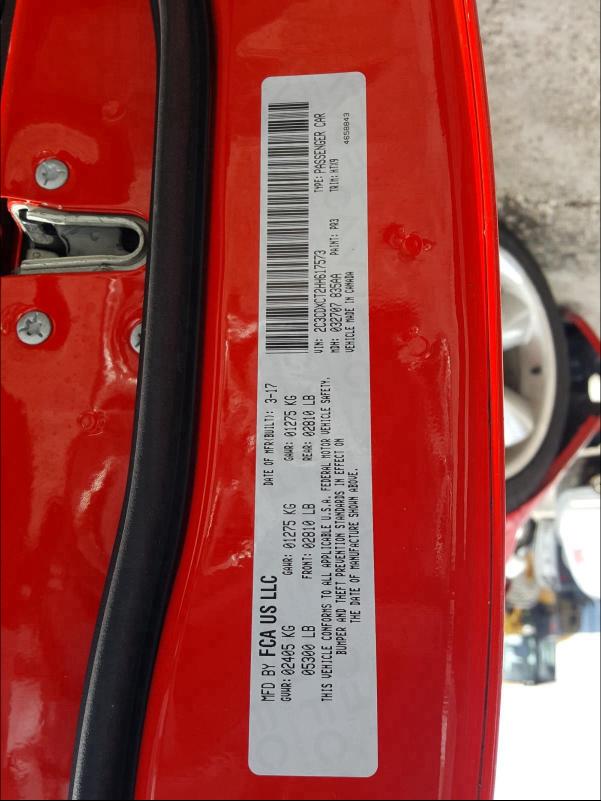 MFD BY FCA US LLC DATE OF MFR(BUILT): 3-17
GVWR: 02405 KG GAWR: 01275 KG GAWR: 01275 KG
05300 LB FRONT: 02810 LB REAR: 02810 LB
THIS VEHICLE CONFORMS TO ALL APPLICABLE U.S.A. FEDERAL MOTOR VEHICLE SAFETY,
BUMPER AND THEFT PREVENTION STANDARDS IN EFFECT ON
THE DATE OF MANUFACTURE SHOWN ABOVE.
VIN: 2C3CDXCT2HH617573 TYPE: PASSENGER CAR
MDH: 032707 835AA PAINT: PR3 TRIM: HTX9
VEHICLE MADE IN CANADA 4658843